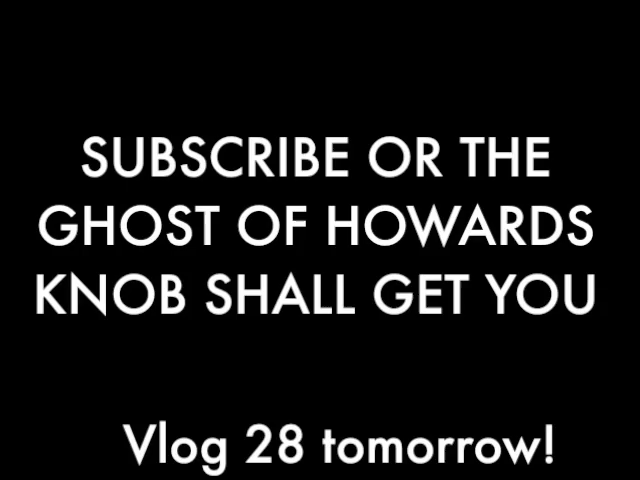 SUBSCRIBE OR THE
GHOST OF HOWARDS
KNOB SHALL GET YOU
Vlog 28 tomorrow!